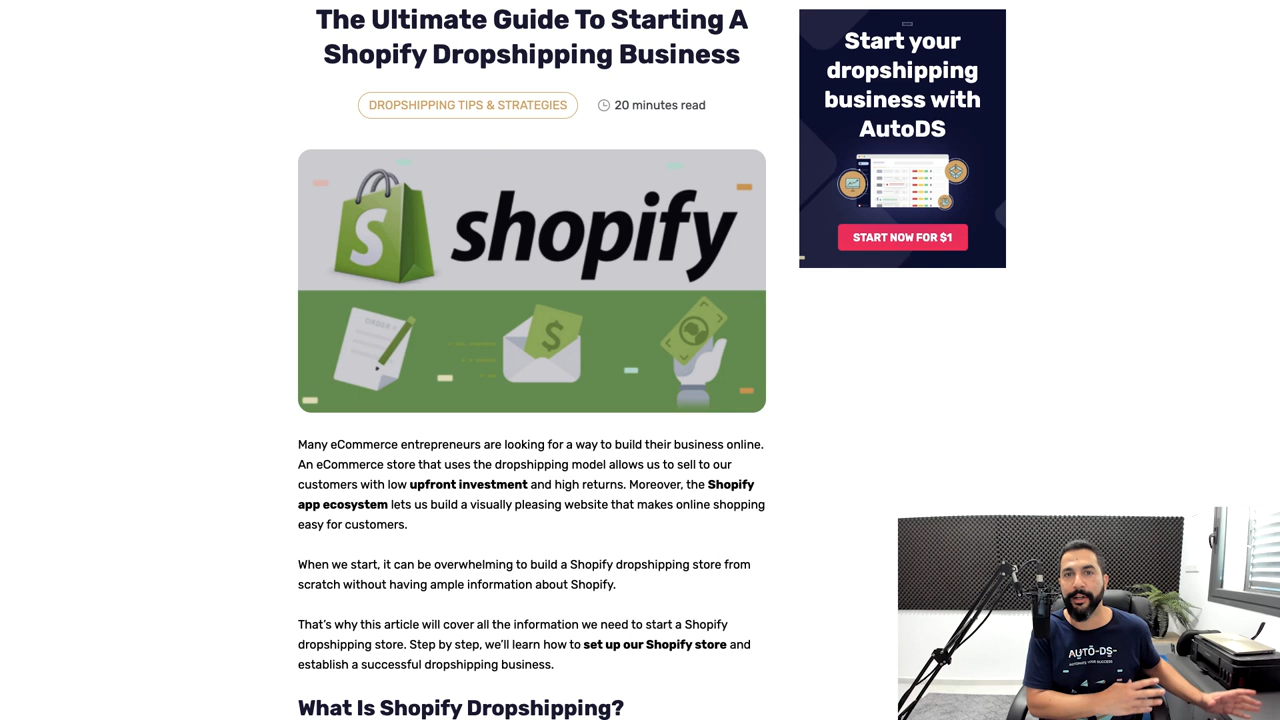 The Ultimate Guide To Starting A
Shopify Dropshipping Business
DROPSHIPPING TIPS & STRATEGIES
20 minutes read
shopify
ORDER
Many eCommerce entrepreneurs are looking for a way to build their business online.
An eCommerce store that uses the dropshipping model allows us to sell to our
customers with low upfront investment and high returns. Moreover, the Shopify
app ecosystem lets us build a visually pleasing website that makes online shopping
easy for customers.
When we start, it can be overwhelming to build a Shopify dropshipping store from
scratch without having ample information about Shopify.
That's why this article will cover all the information we need to start a Shopify
dropshipping store. Step by step, we'll learn how to set up our Shopify store and
establish a successful dropshipping business.
What Is Shopify Dropshipping?
Start your
dropshipping
business with
AutoDS
START NOW FOR $1
AUTO-DS-
AUTOMATE YOUR SUCCESS